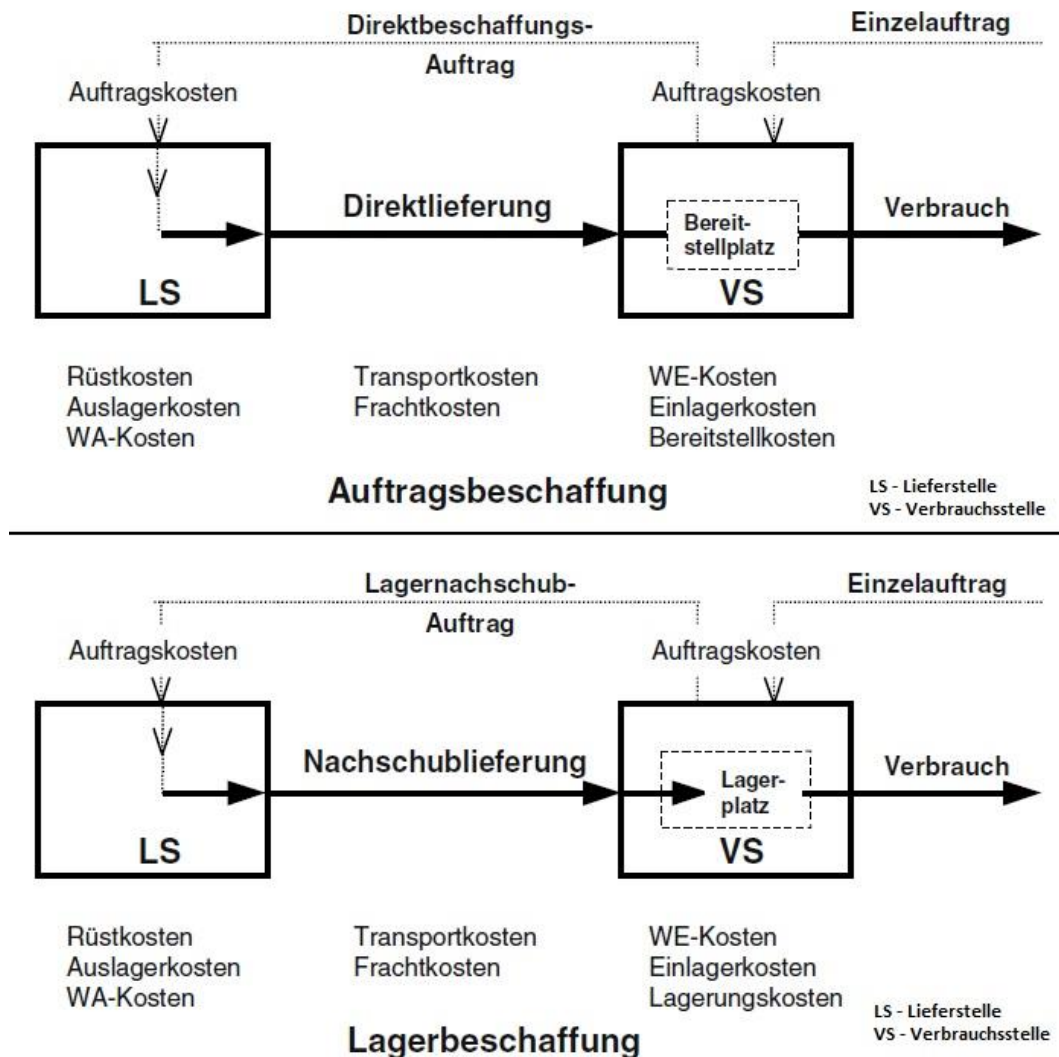 Direktbeschaffungs-
Auftrag
Einzelauftrag
Auftragskosten
Auftragskosten
Direktlieferung
Verbrauch
Bereit-
stellplatz
LS
VS
Rüstkosten
Auslagerkosten
WA-Kosten
Transportkosten
Frachtkosten
WE-Kosten
Einlagerkosten
Bereitstellkosten
Auftragsbeschaffung
LS - Lieferstelle
VS - Verbrauchsstelle
Lagernachschub-
Auftrag
Einzelauftrag
Auftragskosten
Auftragskosten
Nachschublieferung
Verbrauch
Lager-
platz
LS
VS
Rüstkosten
Auslagerkosten
WA-Kosten
Transportkosten
Frachtkosten
WE-Kosten
Einlagerkosten
Lagerungskosten
Lagerbeschaffung
LS - Lieferstelle
VS - Verbrauchsstelle